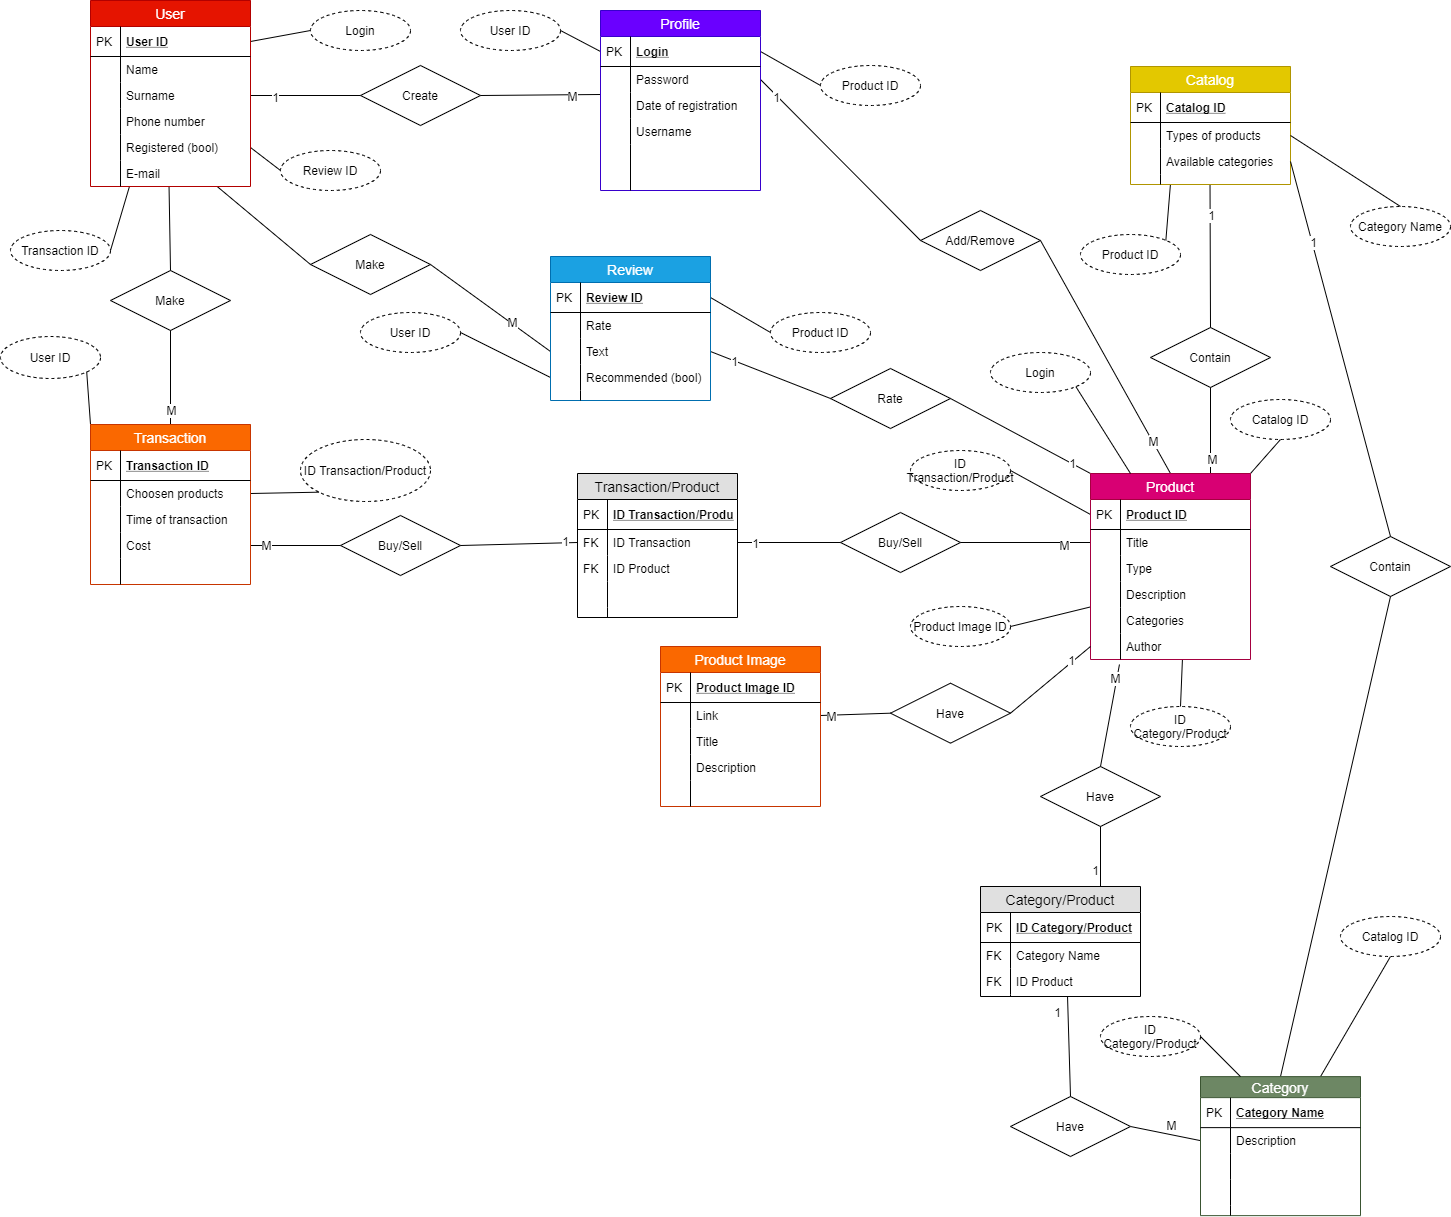 User
PK User ID
Name
Surname
Phone number
Registered (bool)
E-mail
Login
1
Create
M
User ID
Profile
PK Login
Password
Date of registration
Username
Product ID
1
Catalog
PK Catalog ID
Types of products
Available categories
Category Name
Product ID
1
1
Review ID
Transaction ID
Make
Make
M
Add/Remove
M
Contain
M
Review
PK Review ID
Rate
Text
Recommended (bool)
User ID
Product ID
1
Rate
1
User ID
M
Login
Catalog ID
Transaction
PK Transaction ID
Choosen products
Time of transaction
Cost
ID Transaction/Product
M
Buy/Sell
1
Transaction/Product
PK ID Transaction/Produ
FK ID Transaction
FK ID Product
1
Buy/Sell
M
ID
Transaction/Product
Product
PK Product ID
Title
Type
Description
Categories
Author
Contain
Product Image ID
Product Image
PK Product Image ID
Link
Title
Description
M
Have
1
M
ID
Category/Product
Have
1
Category/Product
PK ID Category/Product
FK Category Name
FK ID Product
1
Catalog ID
ID
Category/Product
Have
M
Category
PK Category Name
Description